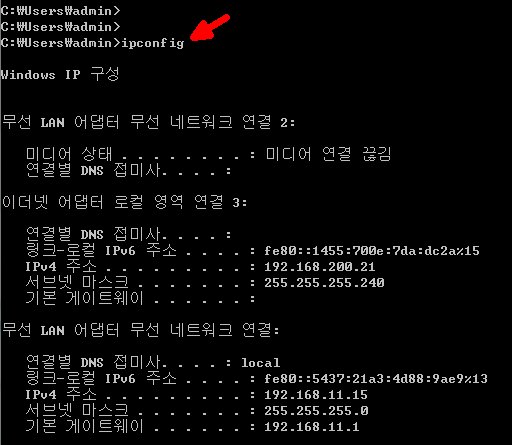 C:₩Users₩admin>
C:₩Users₩admin>
C:₩Users₩admin>ipconfig
Windows IP 구성
무선 LAN 어댑터 무선 네트워크 연결 2:
미디어 상태 . . . . . . . . : 미디어 연결 끊김
연결별 DNS 접미사. . . . :
이더넷 어댑터 로컬 영역 연결 3:
연결별 DNS 접미사. . . . :
링크-로컬 IPv6 주소 . . . . : fe80::1455:700e:7da:dc2a%15
IPv4 주소 . . . . . . . . . : 192.168.200.21
서브넷 마스크 . . . . . . . : 255.255.255.240
기본 게이트웨이 . . . . . . :
무선 LAN 어댑터 무선 네트워크 연결:
연결별 DNS 접미사. . . . : local
링크-로컬 IPv6 주소 . . . . : fe80::5437:21a3:4d88:9ae9%13
IPv4 주소 . . . . . . . . . : 192.168.11.15
서브넷 마스크 . . . . . . . : 255.255.255.0
기본 게이트웨이 . . . . . . : 192.168.11.1